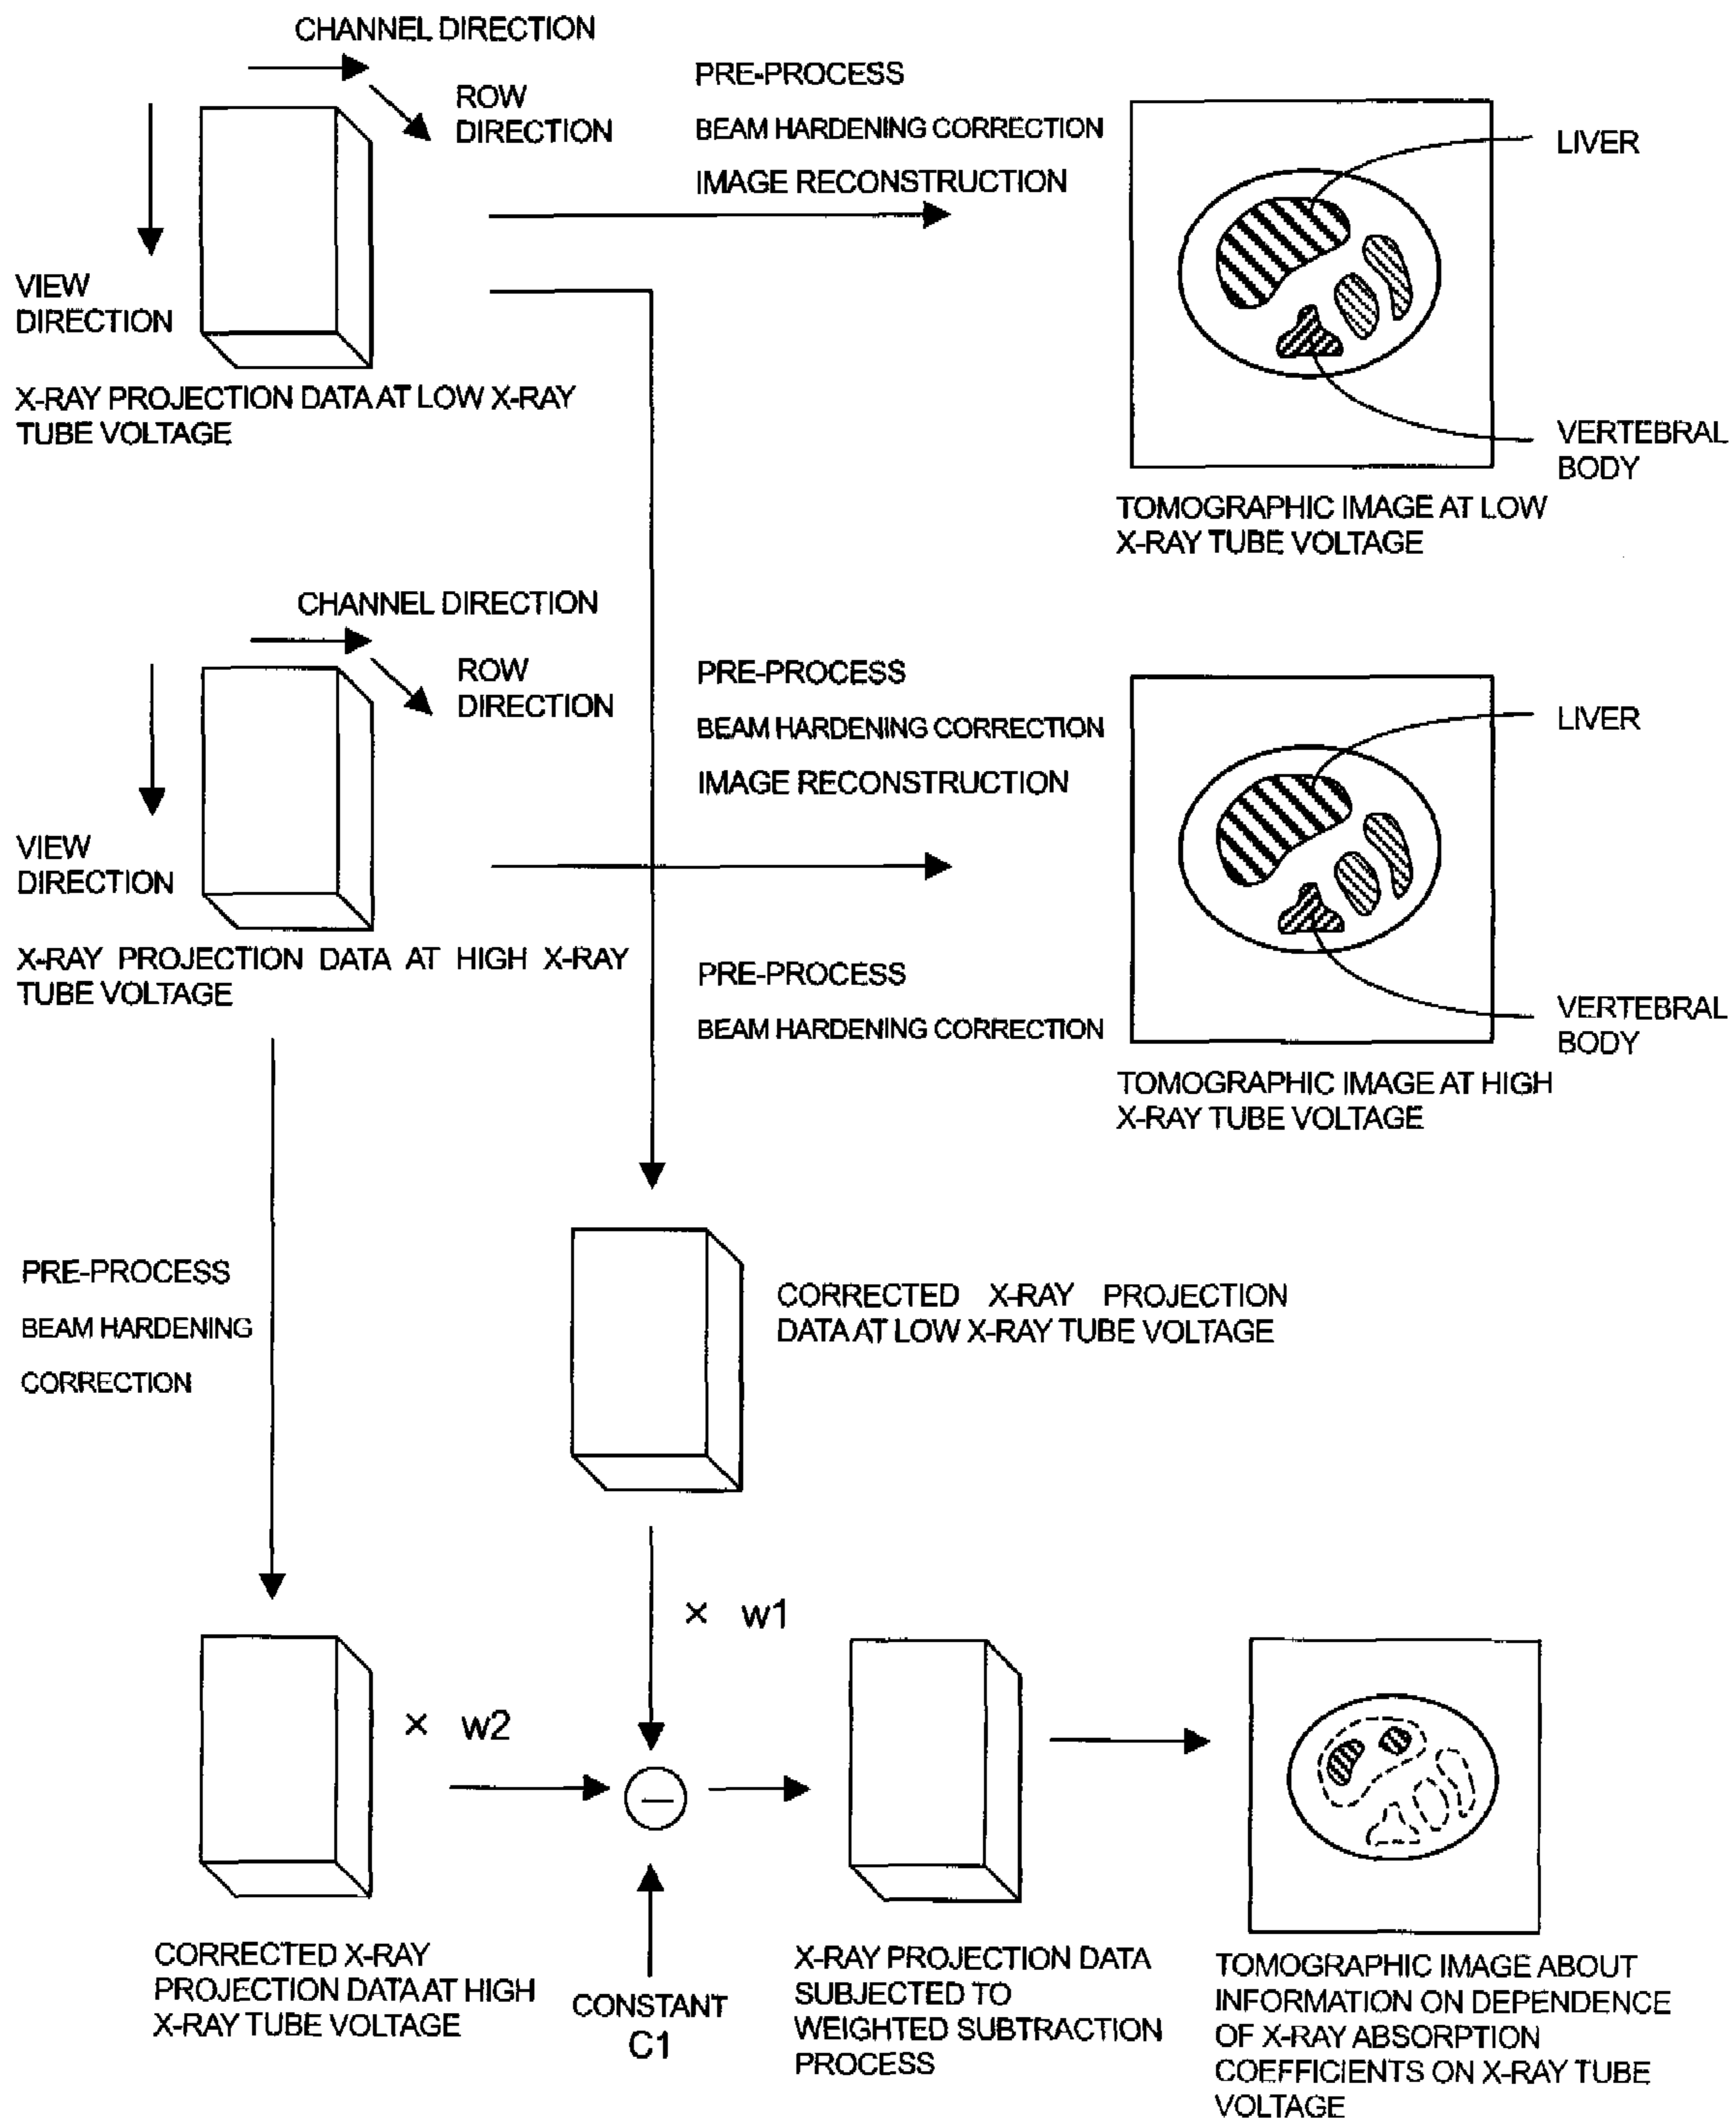 CHANNEL DIRECTION
ROW
DIRECTION
PRE-PROCESS
BEAM HARDENING CORRECTION
IMAGE RECONSTRUCTION
LIVER
VIEW
DIRECTION
X-RAY PROJECTION DATA AT LOW X-RAY
TUBE VOLTAGE
VERTEBRAL
BODY
TOMOGRAPHIC IMAGE AT LOW
X-RAY TUBE VOLTAGE
CHANNEL DIRECTION
ROW
DIRECTION
PRE-PROCESS
BEAM HARDENING CORRECTION
IMAGE RECONSTRUCTION
LIVER
VIEW
DIRECTION
X-RAY PROJECTION DATA AT HIGH X-RAY
TUBE VOLTAGE
PRE-PROCESS
BEAM HARDENING CORRECTION
VERTEBRAL
BODY
TOMOGRAPHIC IMAGE AT HIGH
X-RAY TUBE VOLTAGE
PRE-PROCESS
BEAM HARDENING
CORRECTION
CORRECTED X-RAY PROJECTION
DATA AT LOW X-RAY TUBE VOLTAGE
× w1
× w2
−
CORRECTED X-RAY
PROJECTION DATA AT HIGH
X-RAY TUBE VOLTAGE
CONSTANT
C1
X-RAY PROJECTION DATA
SUBJECTED TO
WEIGHTED SUBTRACTION
PROCESS
TOMOGRAPHIC IMAGE ABOUT
INFORMATION ON DEPENDENCE
OF X-RAY ABSORPTION
COEFFICIENTS ON X-RAY TUBE
VOLTAGE